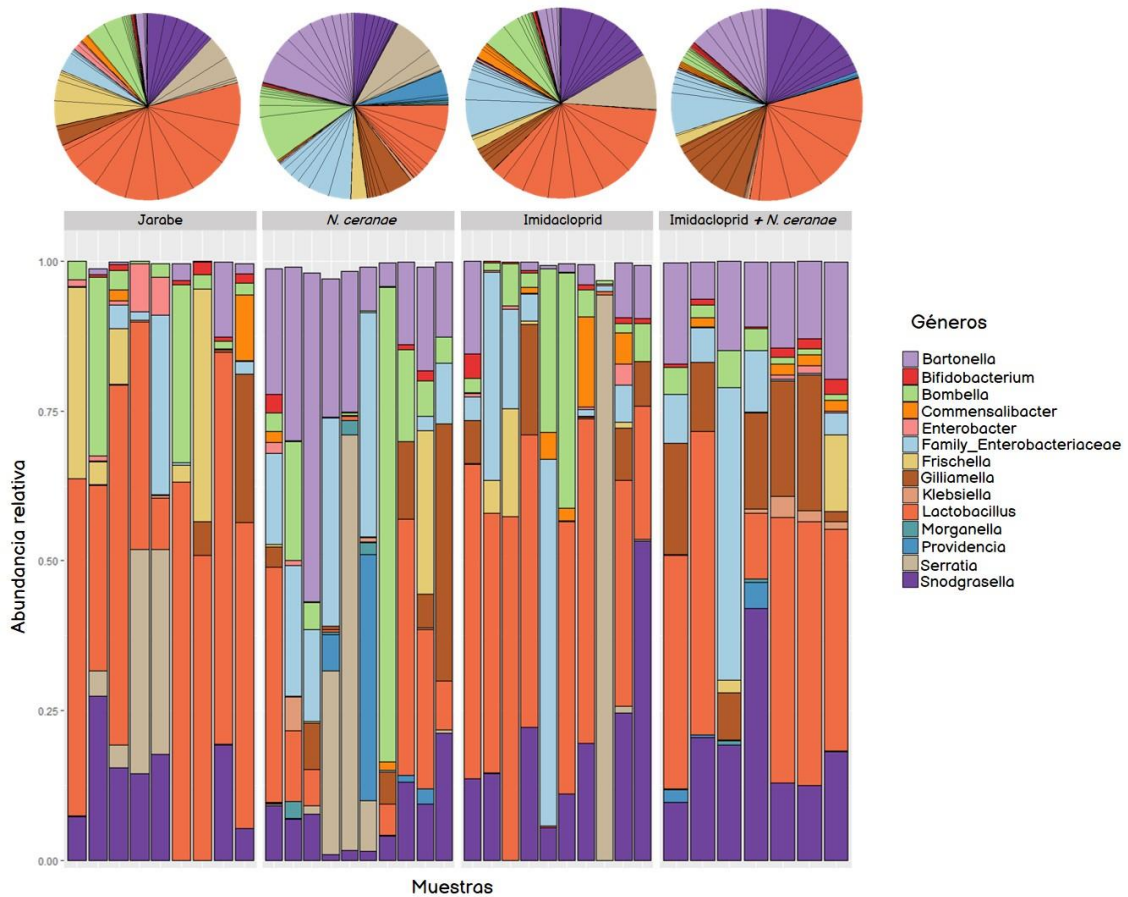 Jarabe
N. ceranae
Imidacloprid
Imidacloprid + N. ceranae
1.00
0.75
0.50
0.25
0.00
Abundancia relativa
Muestras
Géneros
Bartonella
Bifidobacterium
Bombella
Commensalibacter
Enterobacter
Family_Enterobacteriaceae
Frischella
Gilliamella
Klebsiella
Lactobacillus
Morganella
Providencia
Serratia
Snodgrasella